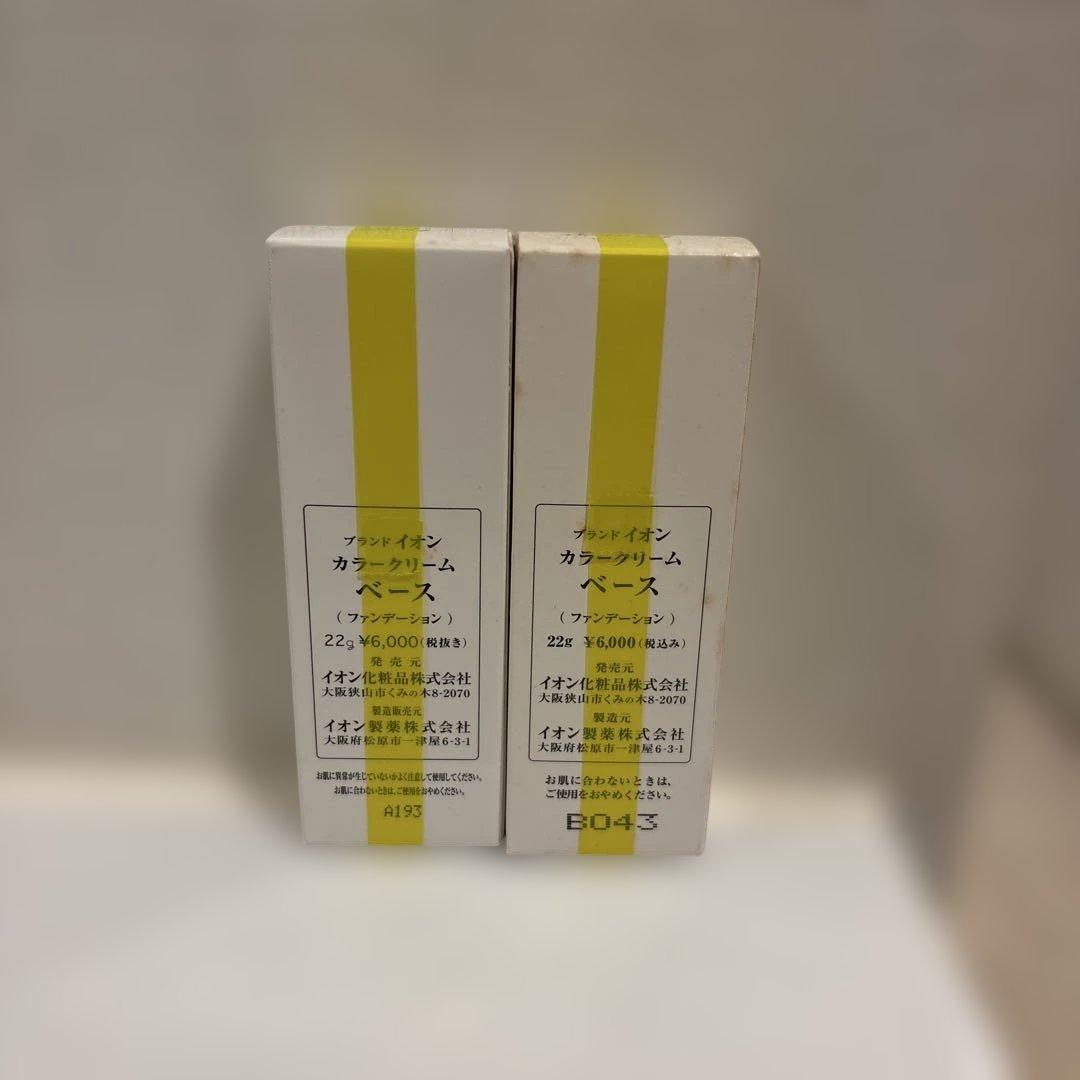 ブランド イオン
カラークリーム
ベース
( ファンデーション )
22g ¥6,000(税抜き)
発売元
イオン化粧品株式会社
大阪狭山市くみの木8-2070
製造販売元
イオン製薬株式会社
大阪府松原市一津屋6-3-1
お肌に異常が生じていないかよく注意して使用してください。
お肌に合わないときは、ご使用をおやめください。
A193
ブランド イオン
カラークリーム
ベース
( ファンデーション )
22g ¥6,000(税込み)
発売元
イオン化粧品株式会社
大阪狭山市くみの木8-2070
製造元
イオン製薬株式会社
大阪府松原市一津屋6-3-1
お肌に合わないときは、
ご使用をおやめください。
B043